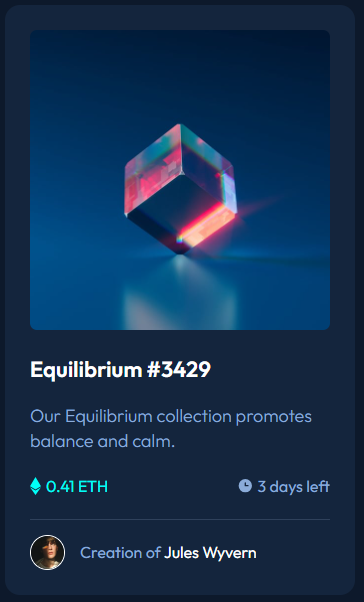 Equilibrium #3429
Our Equilibrium collection promotes
balance and calm.
0.41 ETH
3 days left
Creation of Jules Wyvern